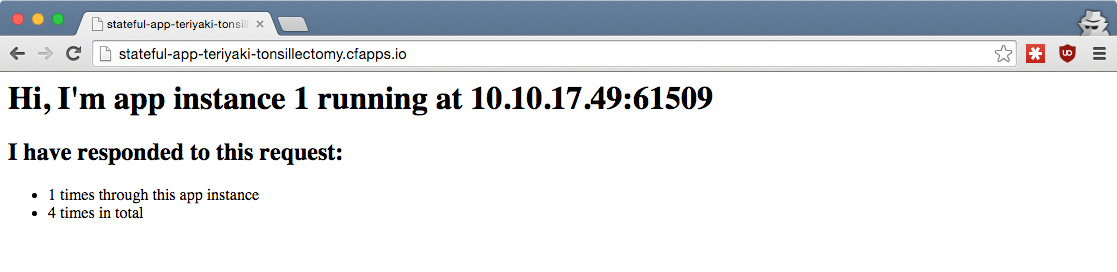 stateful-app-teriyaki-tonsill
stateful-app-teriyaki-tonsillectomy.cfapps.io
Hi, I'm app instance 1 running at 10.10.17.49:61509
I have responded to this request:
1 times through this app instance
4 times in total